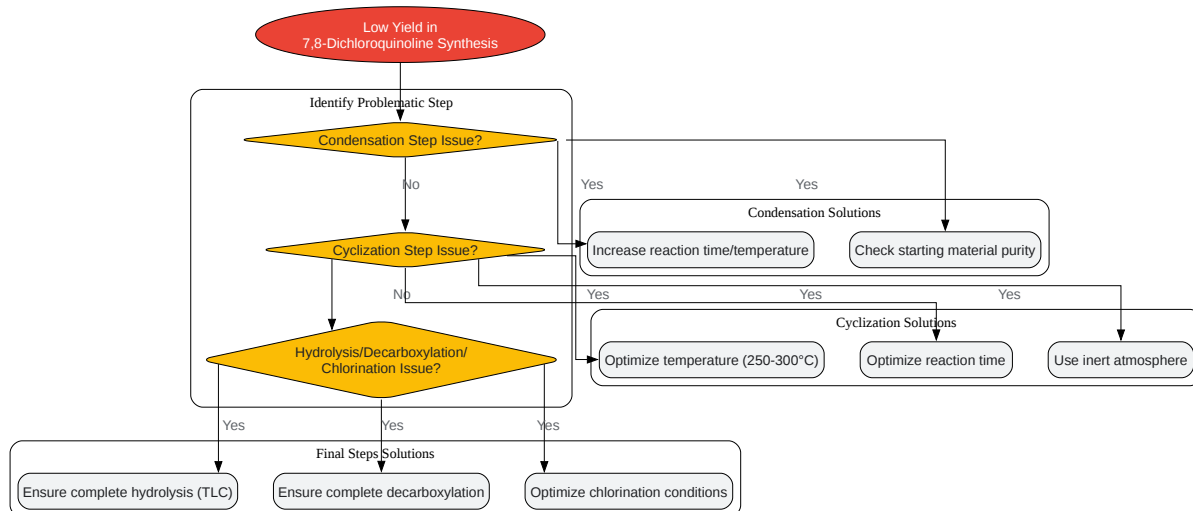 Low Yield in
7,8-Dichloroquinoline Synthesis
Identify Problematic Step
Condensation Step Issue?
No
Yes
Yes
Condensation Solutions
Increase reaction time/temperature
Check starting material purity
Cyclization Step Issue?
No
Yes
Yes
Yes
Cyclization Solutions
Optimize temperature (250-300°C)
Optimize reaction time
Use inert atmosphere
Hydrolysis/Decarboxylation/
Chlorination Issue?
Yes
Yes
Yes
Final Steps Solutions
Ensure complete hydrolysis (TLC)
Ensure complete decarboxylation
Optimize chlorination conditions